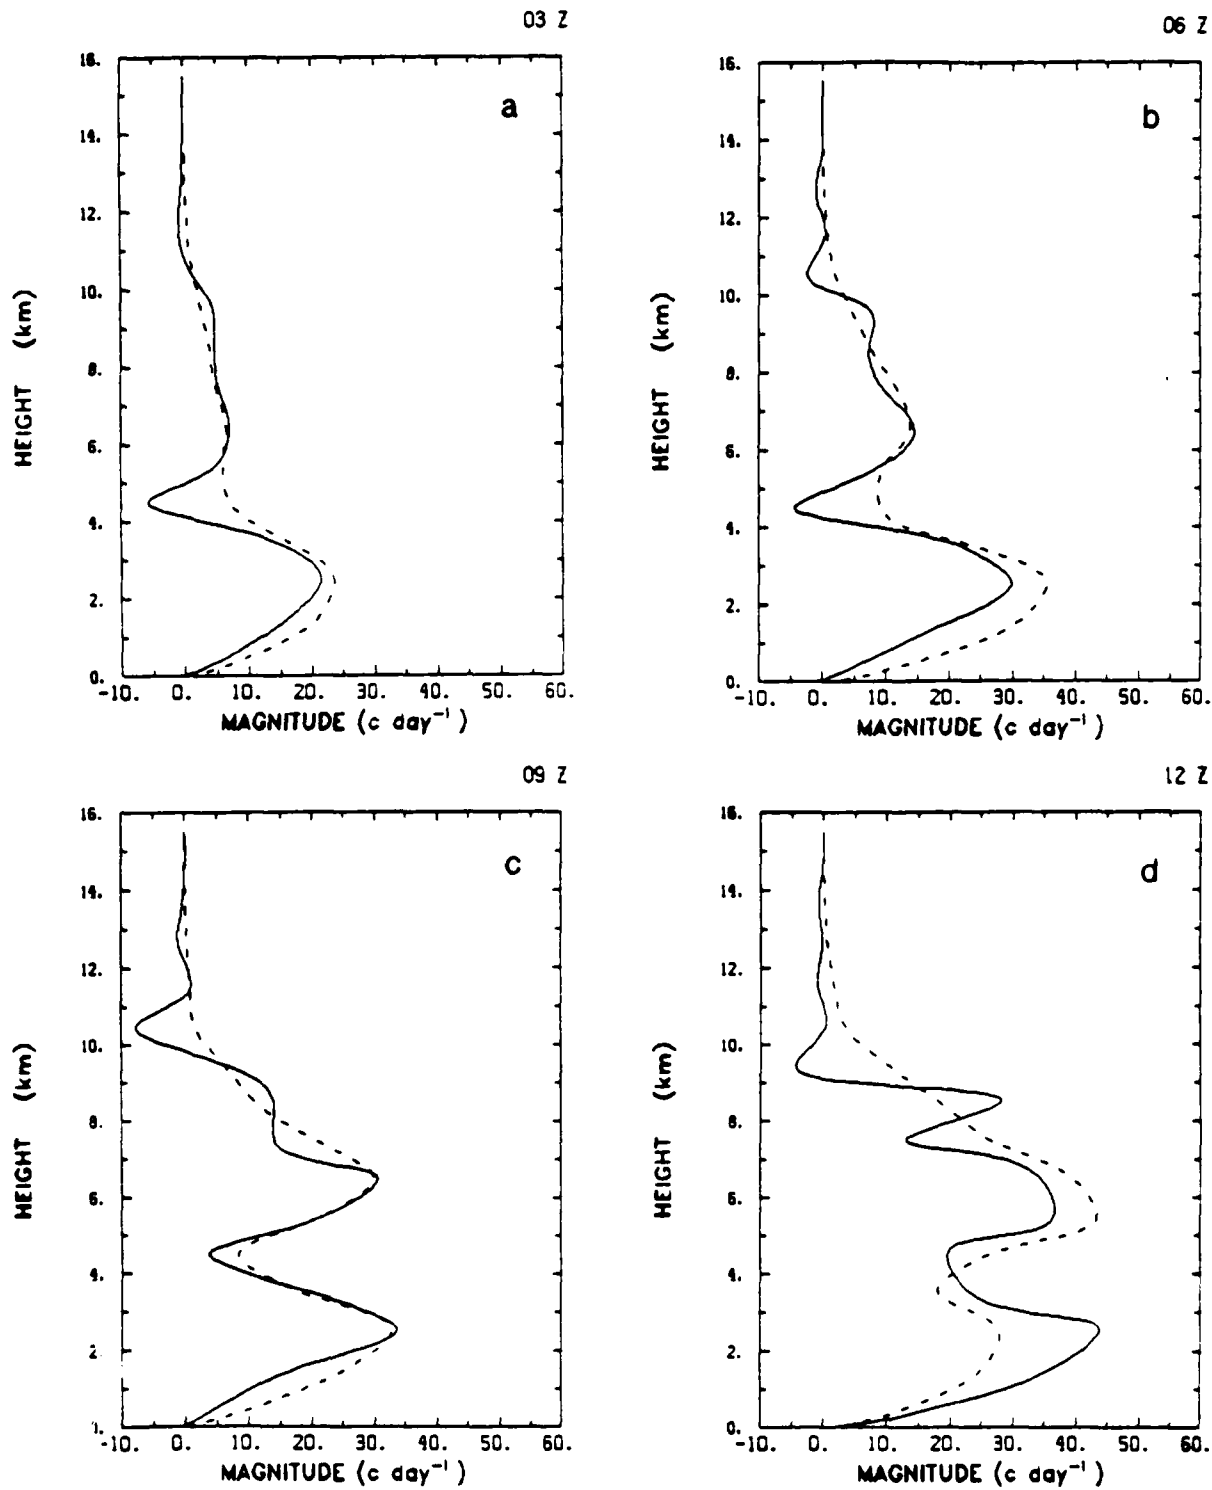 03 Z
a
16.
14.
12.
10.
8.
6.
4.
2.
0.
HEIGHT (km)
-10. 0. 10. 20. 30. 40. 50. 60.
MAGNITUDE (c day⁻¹)
06 Z
b
16.
14.
12.
10.
8.
6.
4.
2.
0.
HEIGHT (km)
-10. 0. 10. 20. 30. 40. 50. 60.
MAGNITUDE (c day⁻¹)
09 Z
c
16.
14.
12.
10.
8.
6.
4.
2.
HEIGHT (km)
-10. 0. 10. 20. 30. 40. 50. 60.
MAGNITUDE (c day⁻¹)
12 Z
d
16.
14.
12.
10.
8.
6.
4.
2.
0.
HEIGHT (km)
-10. 0. 10. 20. 30. 40. 50. 60.
MAGNITUDE (c day⁻¹)